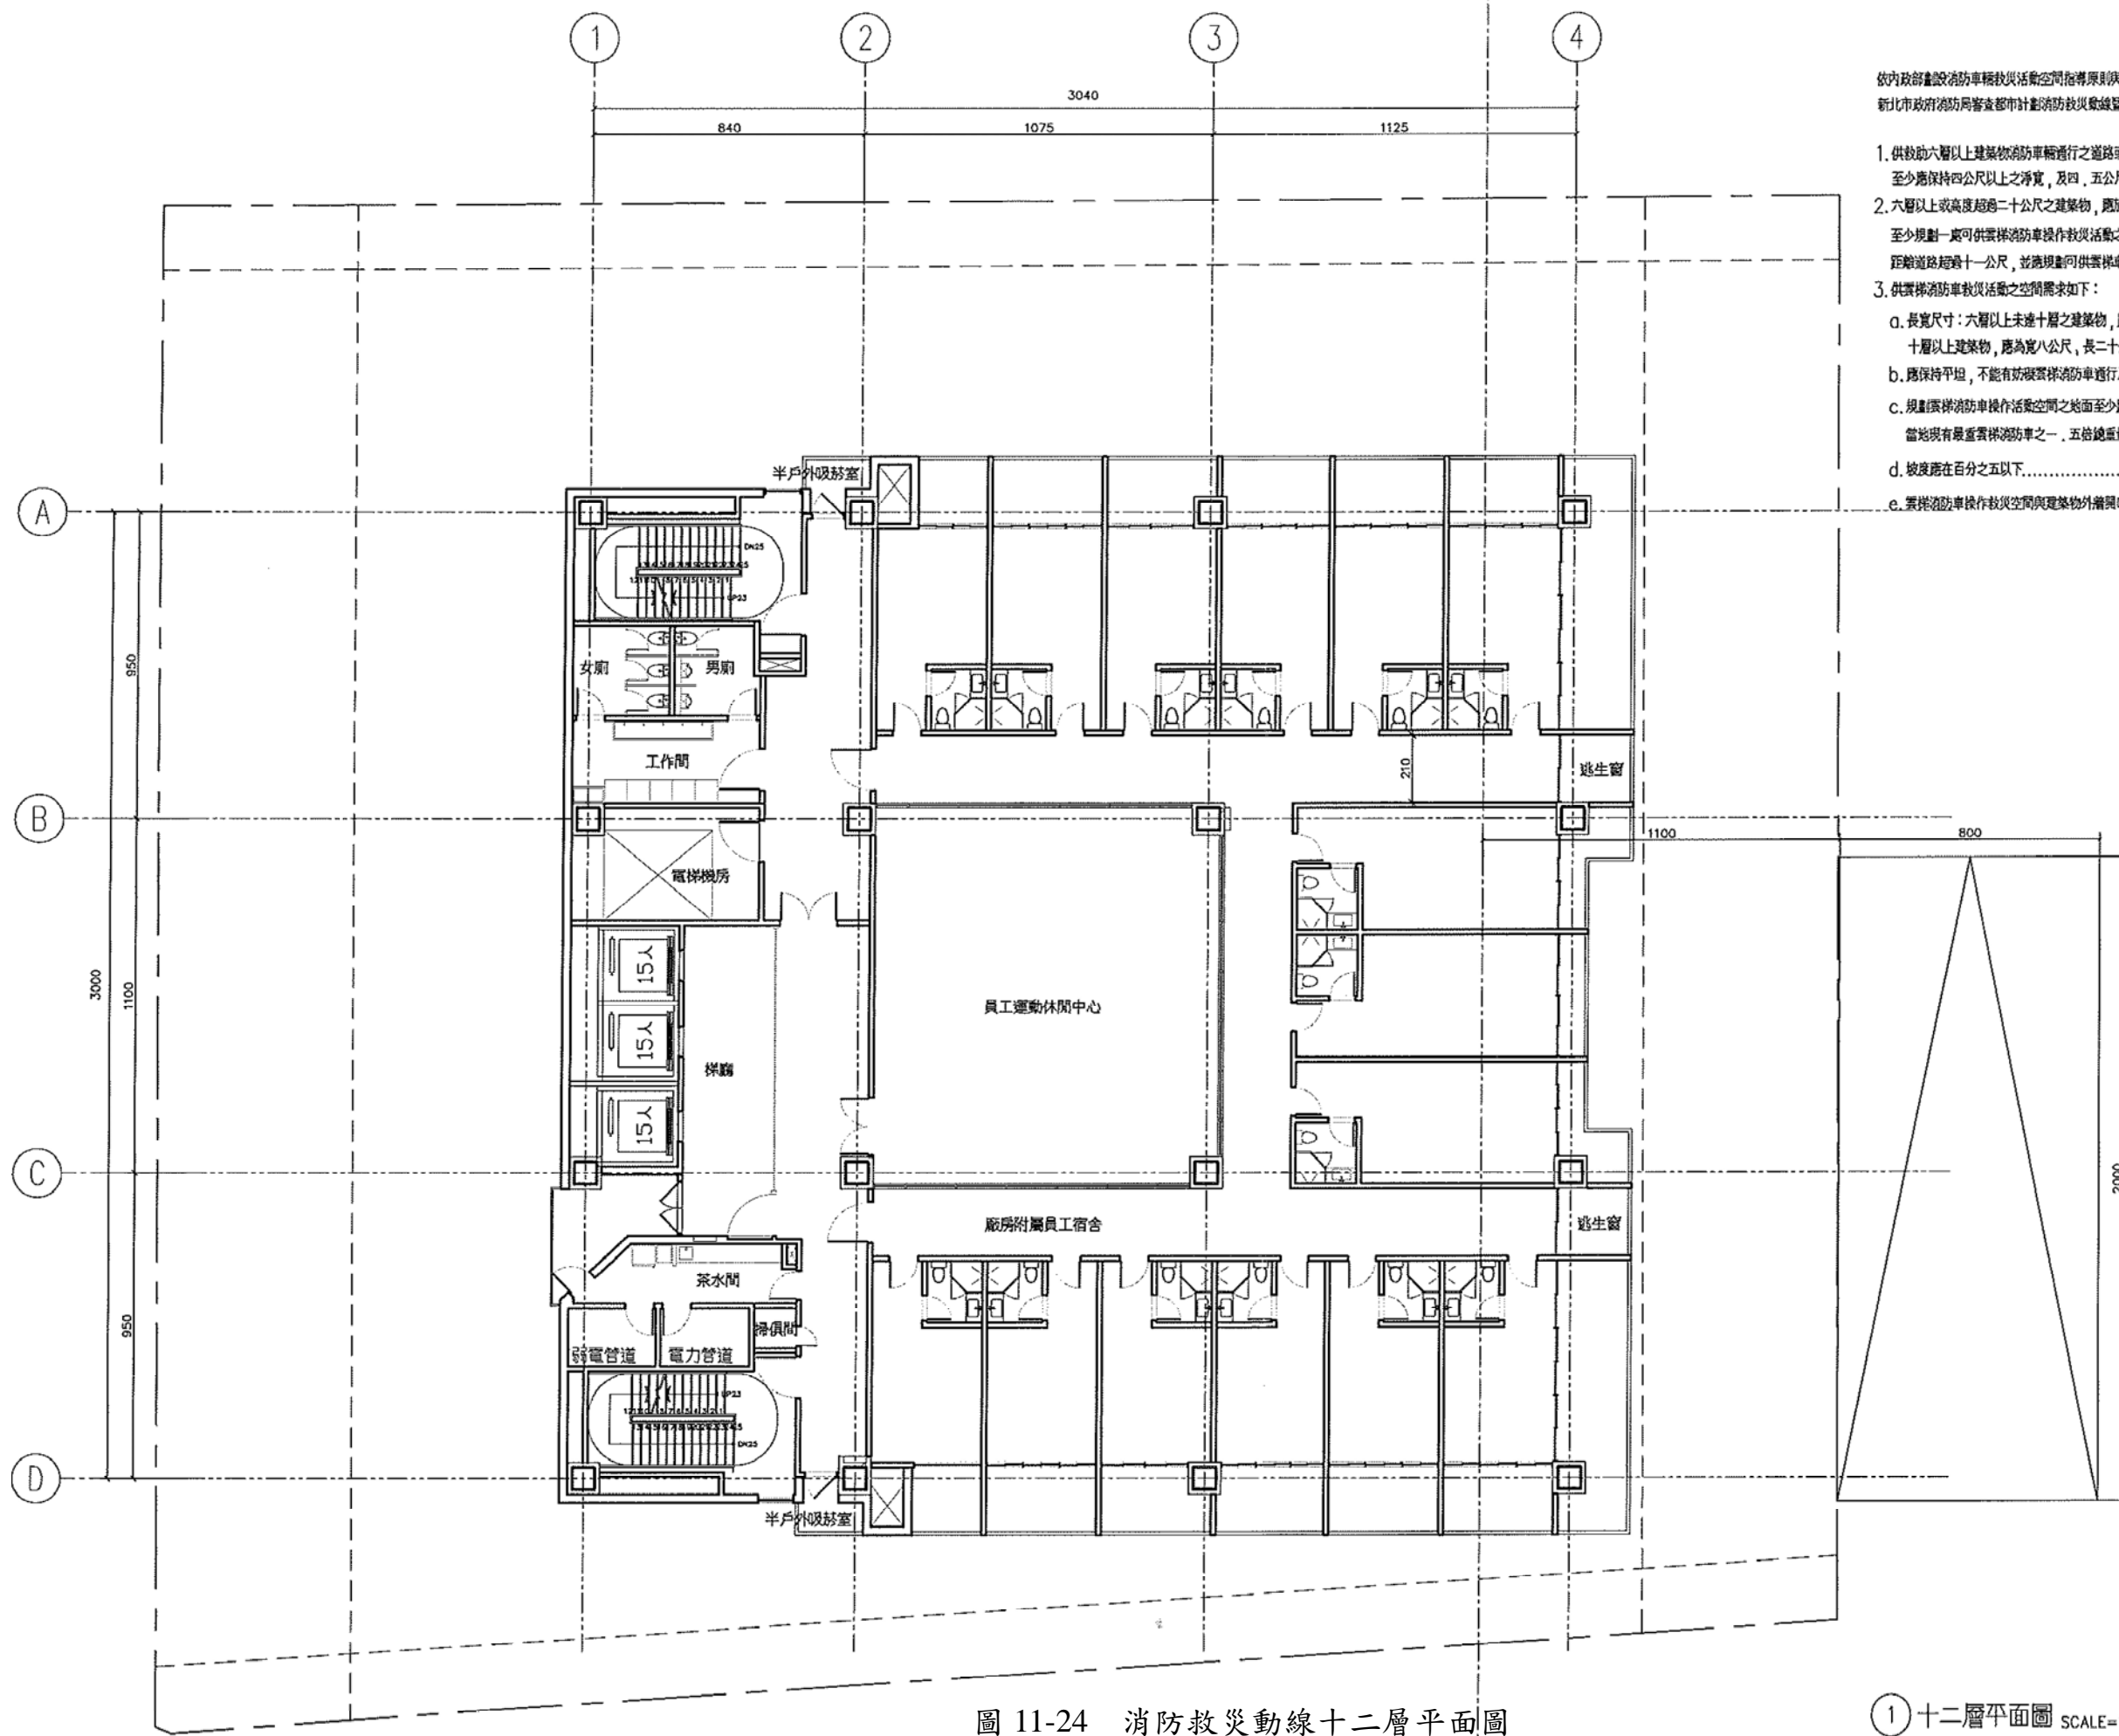 1
2
3
4
3040
840
1075
1125
依內政部劃設消防車輛救災活動空間指導原則
新北市政府消防局審查都市計劃消防救災動線
1.供救助六層以上建築物消防車輛通行之道路
至少應保持四公尺以上之淨寬，及四．五公
2.六層以上或高度超過二十公尺之建築物，應
至少規劃一處可供雲梯消防車操作救災活動
距離道路超過十一公尺，並應規劃可供雲梯
3.供雲梯消防車救災活動之空間需求如下：
a.長寬尺寸：六層以上未達十層之建築物，
十層以上建築物，應為寬八公尺，長二十
b.應保持平坦，不能有妨礙雲梯消防車通行
c.規劃雲梯消防車操作活動空間之地面至少
當地現有最重雲梯消防車之一．五倍總重
d.坡度應在百分之五以下..................
e.雲梯消防車操作救災空間與建築物外牆開
半戶外吸菸室
A
DN25
UP23
950
女廁
男廁
工作間
210
逃生窗
B
1100
800
電梯機房
3000
1100
15人
15人
15人
員工運動休閒中心
梯廳
2000
C
廠房附屬員工宿舍
逃生窗
茶水間
950
掃俱間
弱電管道
電力管道
UP23
DN25
D
半戶外吸菸室
圖 11-24 消防救災動線十二層平面圖
1 十二層平面圖 SCALE=